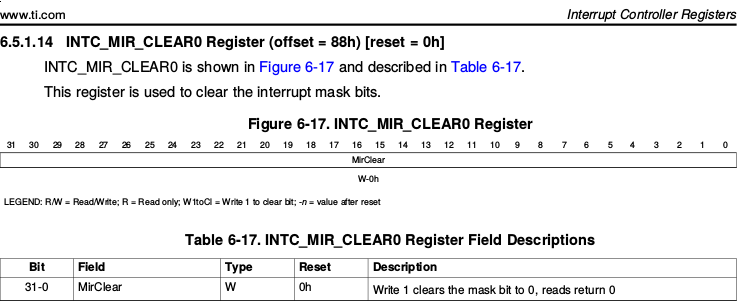 www.ti.com Interrupt Controller Registers
6.5.1.14 INTC_MIR_CLEAR0 Register (offset = 88h) [reset = 0h]
INTC_MIR_CLEAR0 is shown in Figure 6-17 and described in Table 6-17.
This register is used to clear the interrupt mask bits.
Figure 6-17. INTC_MIR_CLEAR0 Register
31 30 29 28 27 26 25 24 23 22 21 20 19 18 17 16 15 14 13 12 11 10 9 8 7 6 5 4 3 2 1 0
MirClear
W-0h
LEGEND: R/W = Read/Write; R = Read only; W1toCl = Write 1 to clear bit; -n = value after reset
Table 6-17. INTC_MIR_CLEAR0 Register Field Descriptions
Bit Field Type Reset Description
31-0 MirClear W 0h Write 1 clears the mask bit to 0, reads return 0